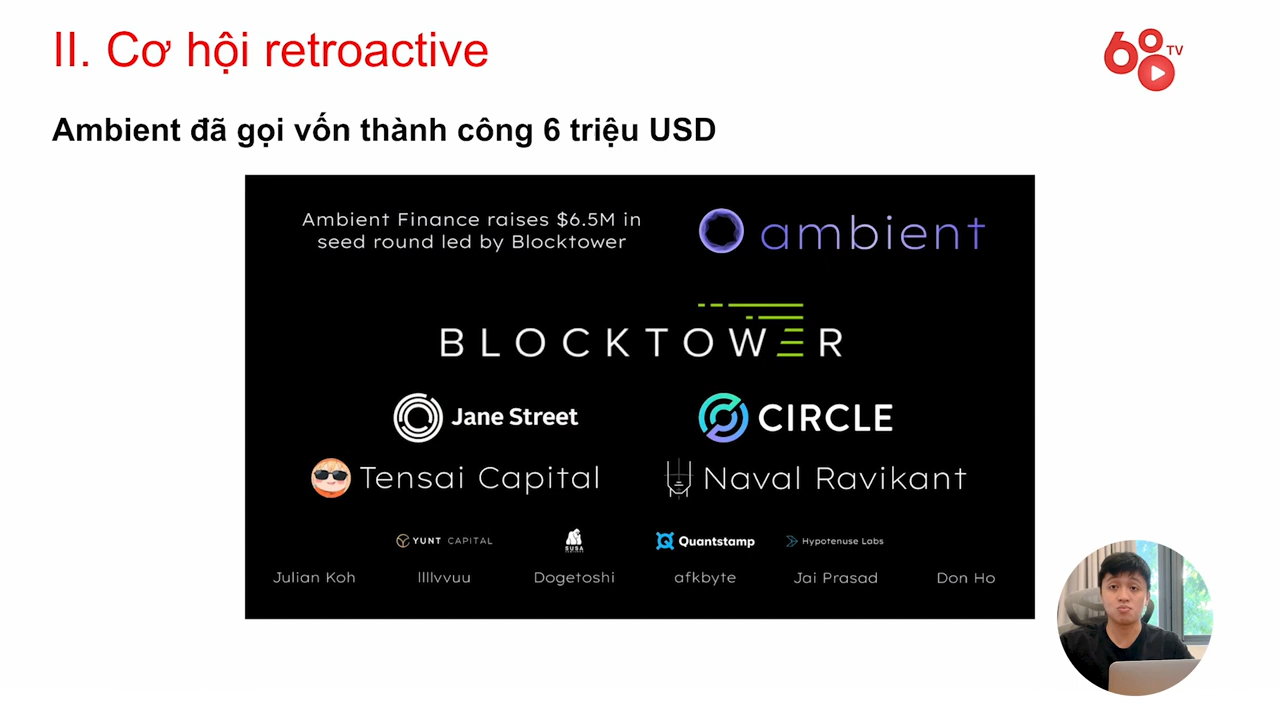 II. Cơ hội retroactive
68 TV
Ambient đã gọi vốn thành công 6 triệu USD
Ambient Finance raises $6.5M in
seed round led by Blocktower
ambient
BLOCKTOWER
Jane Street
CIRCLE
Tensai Capital
Naval Ravikant
YUNT CAPITAL
SUSA
Quantstamp
Hypotenuse Labs
Julian Koh
llllvvuu
Dogetoshi
afkbyte
Jai Prasad
Don Ho